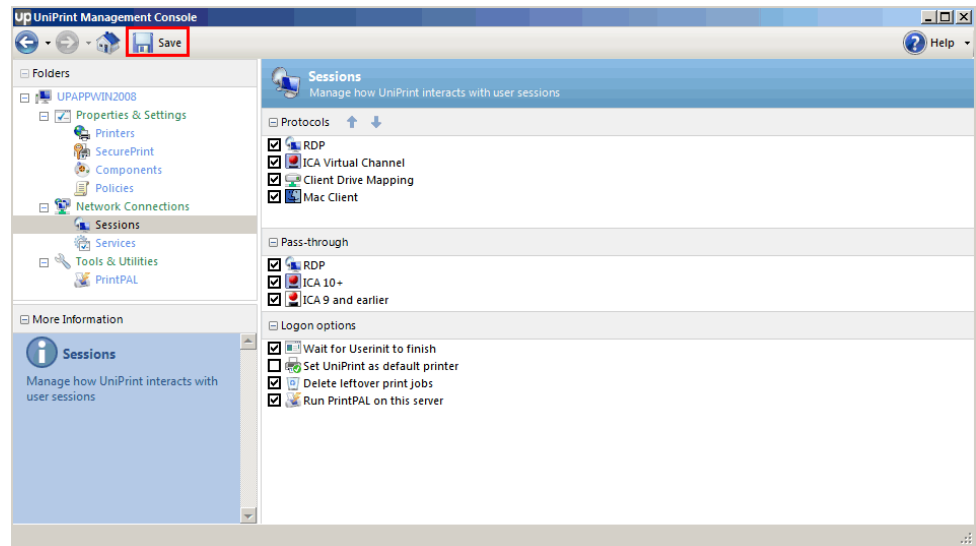 up UniPrint Management Console
Save
Help
Folders
UPAPPWIN2008
Properties & Settings
Printers
SecurePrint
Components
Policies
Network Connections
Sessions
Services
Tools & Utilities
PrintPAL
More Information
Sessions
Manage how UniPrint interacts with
user sessions
Sessions
Manage how UniPrint interacts with user sessions
Protocols
RDP
ICA Virtual Channel
Client Drive Mapping
Mac Client
Pass-through
RDP
ICA 10+
ICA 9 and earlier
Logon options
Wait for Userinit to finish
Set UniPrint as default printer
Delete leftover print jobs
Run PrintPAL on this server